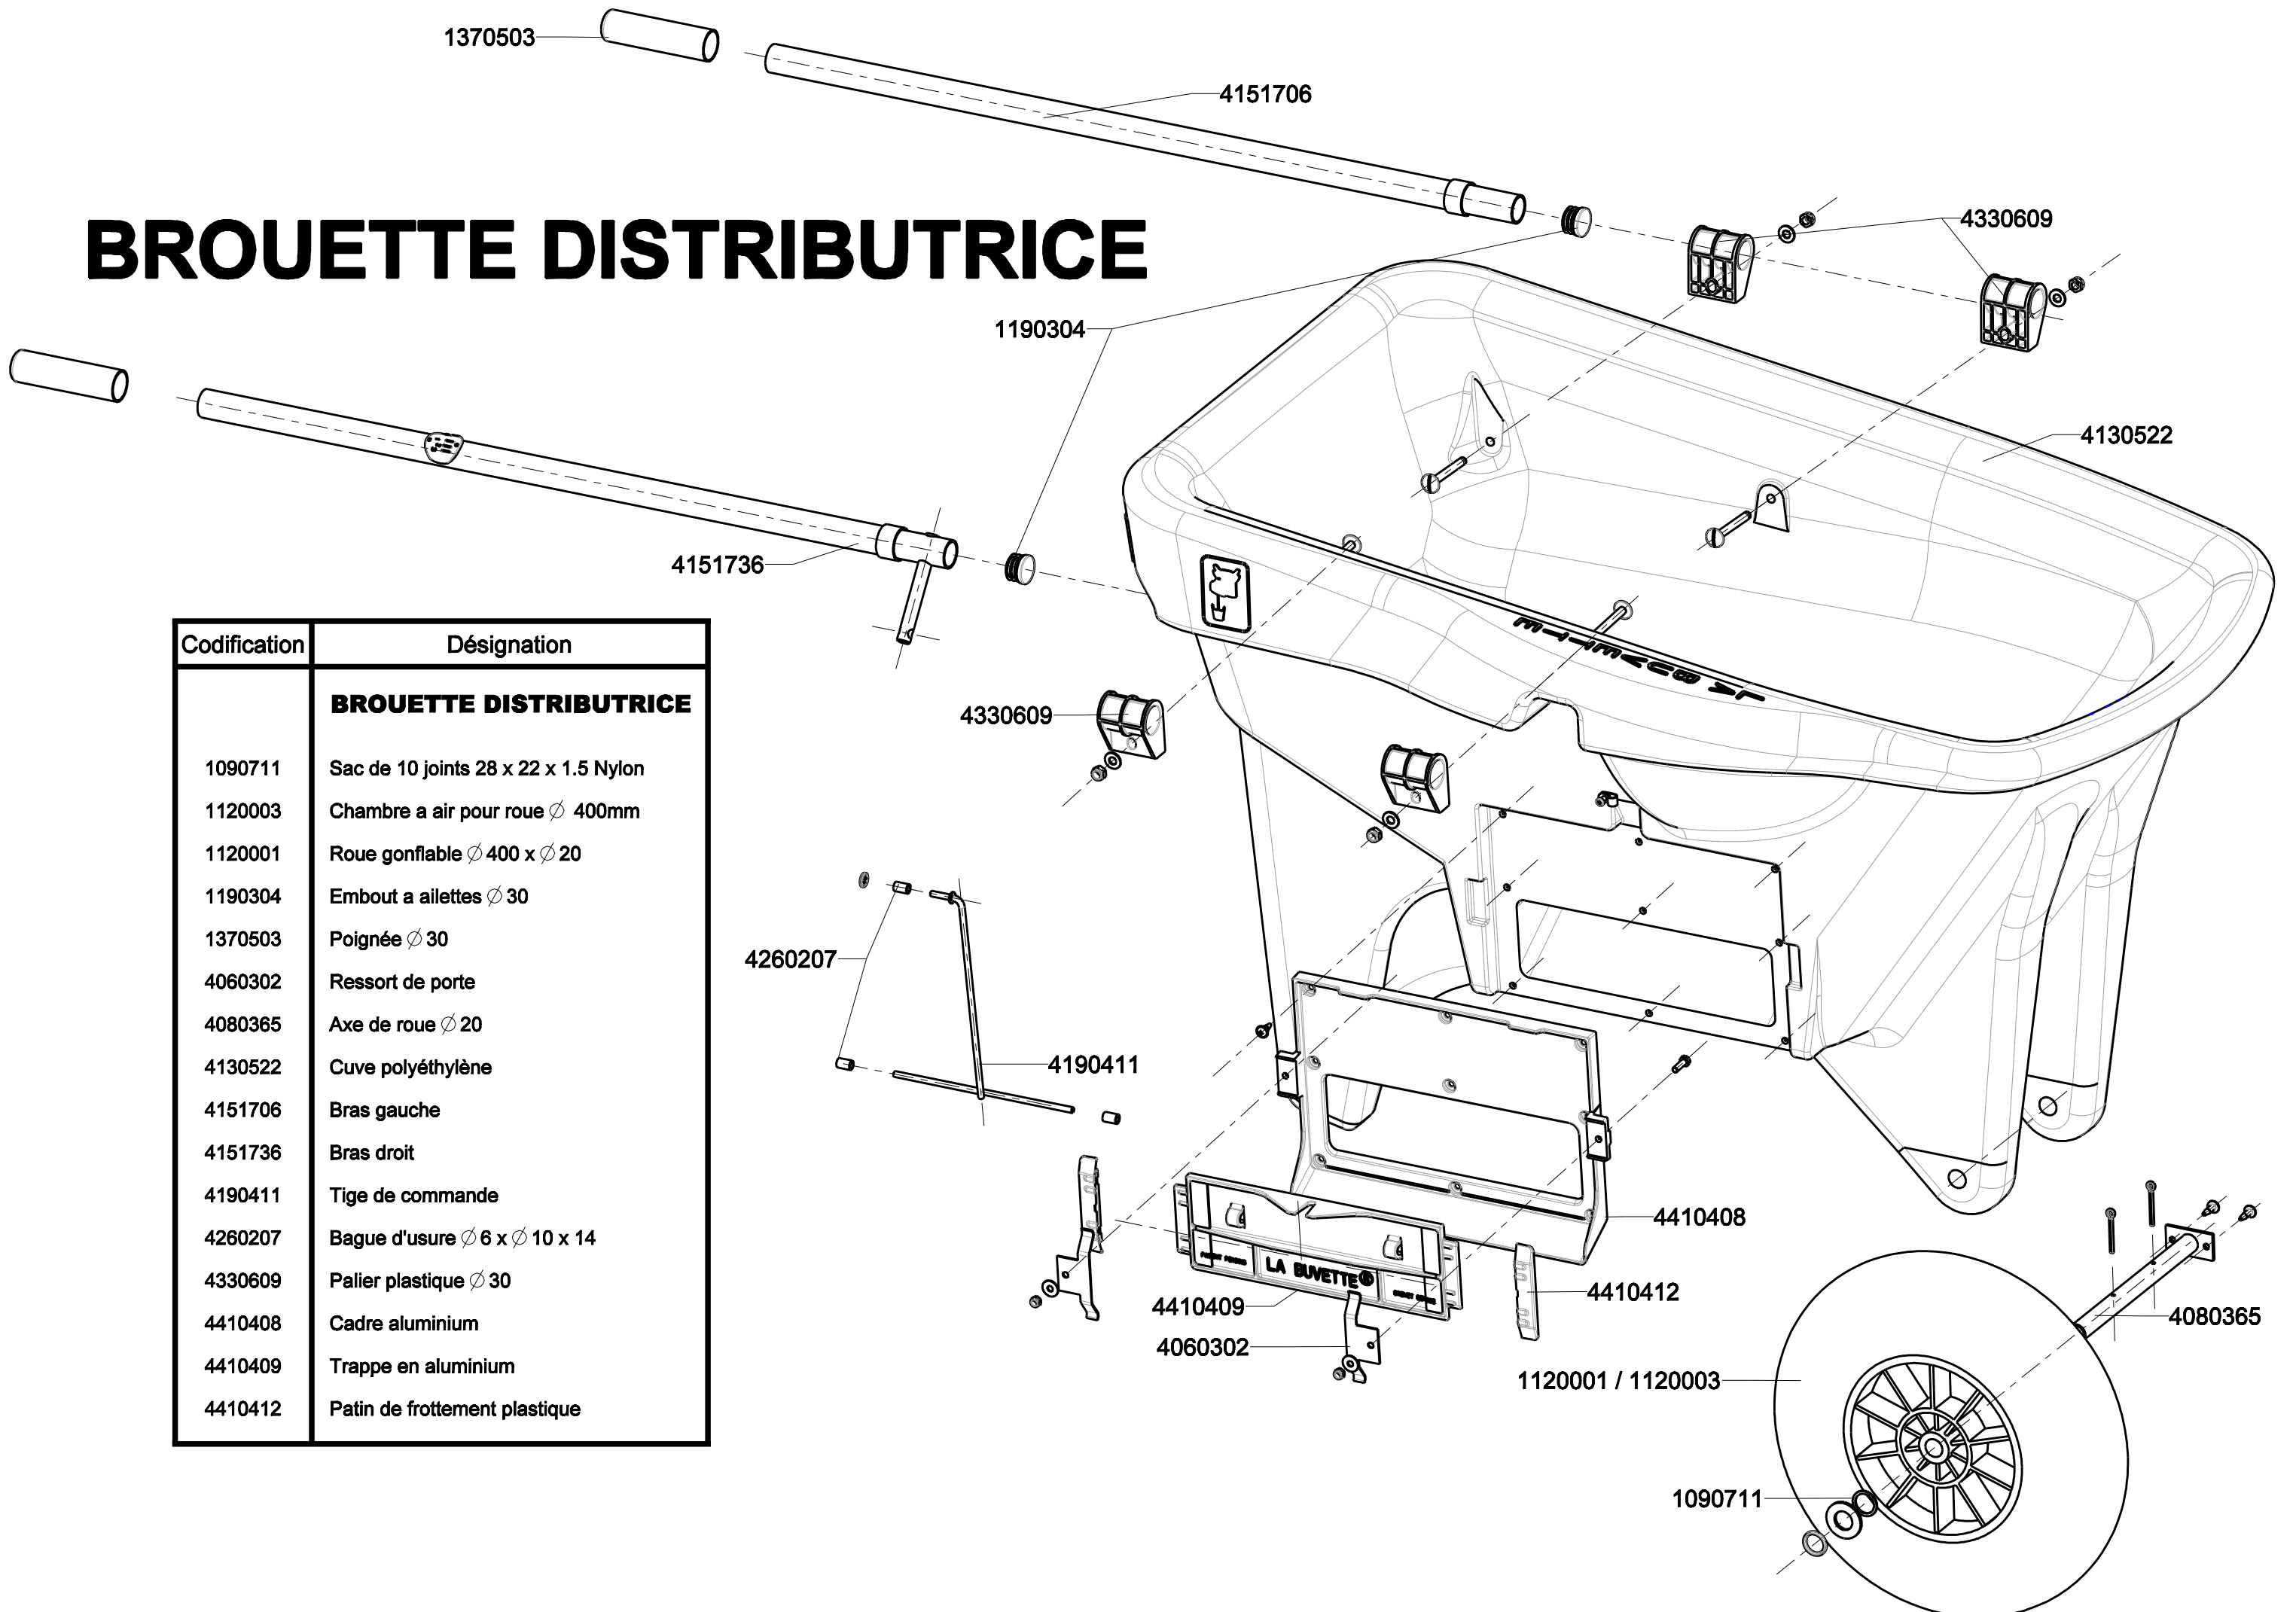 1370503
4151706
BROUETTE DISTRIBUTRICE
4330609
1190304
4130522
4151736
LA BUVETTE
4330609
Codification Désignation
BROUETTE DISTRIBUTRICE
1090711 Sac de 10 joints 28 x 22 x 1.5 Nylon
1120003 Chambre a air pour roue ∅ 400mm
1120001 Roue gonflable ∅ 400 x ∅ 20
1190304 Embout a ailettes ∅ 30
1370503 Poignée ∅ 30
4060302 Ressort de porte
4080365 Axe de roue ∅ 20
4130522 Cuve polyéthylène
4151706 Bras gauche
4151736 Bras droit
4190411 Tige de commande
4260207 Bague d'usure ∅ 6 x ∅ 10 x 14
4330609 Palier plastique ∅ 30
4410408 Cadre aluminium
4410409 Trappe en aluminium
4410412 Patin de frottement plastique
4260207
4190411
4410408
LA BUVETTE®
4410409
4410412
4060302
4080365
1120001 / 1120003
1090711